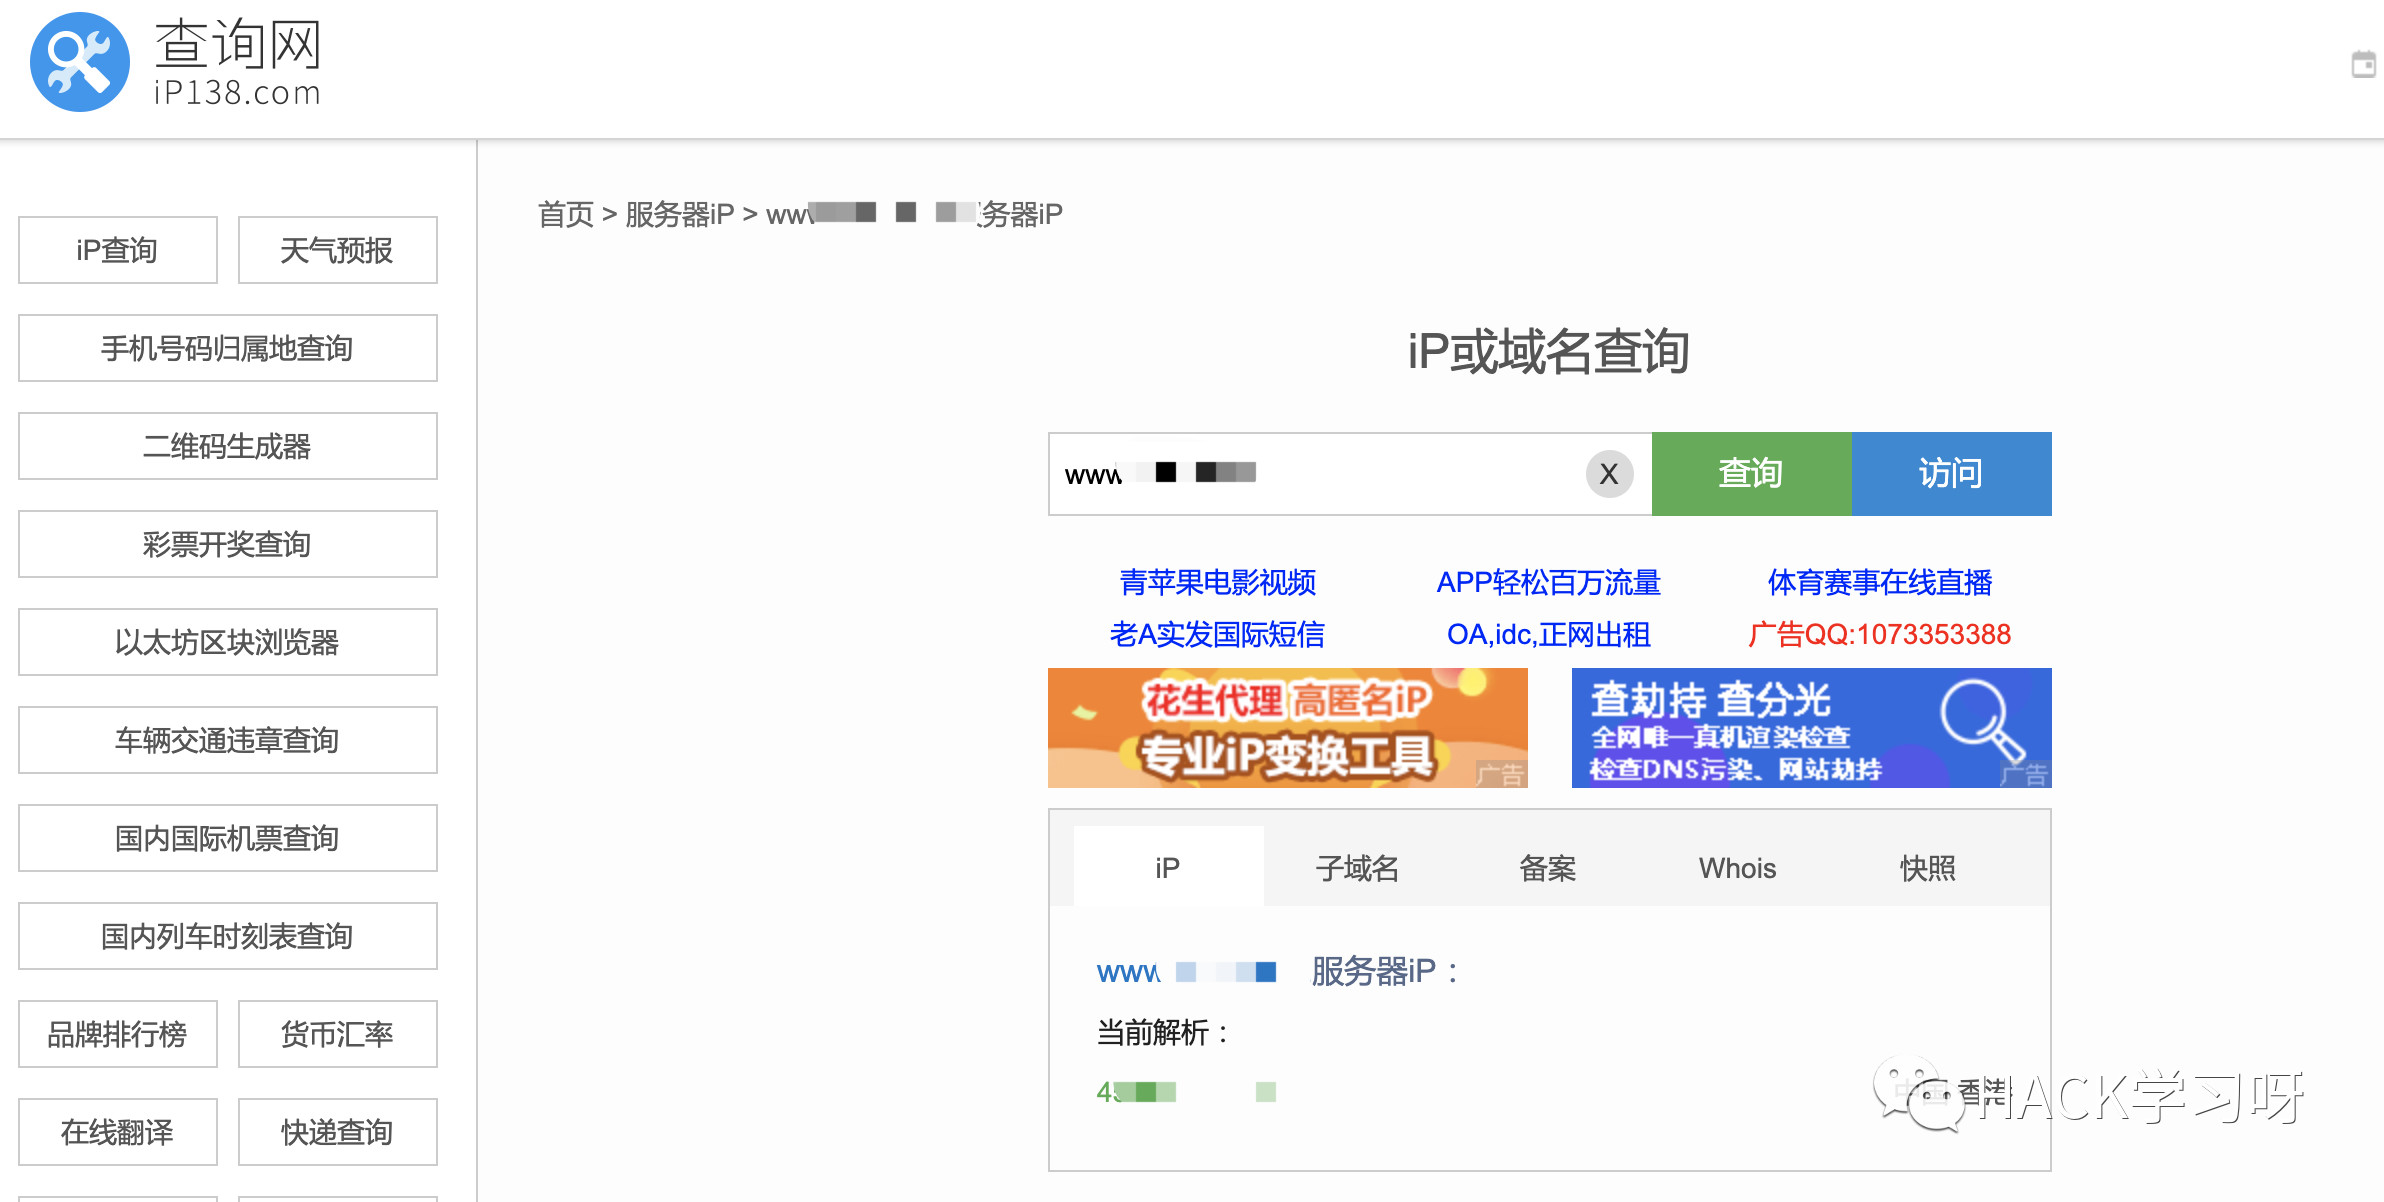 查询网
iP138.com
首页 > 服务器iP > www 务器iP
iP查询
天气预报
手机号码归属地查询
二维码生成器
彩票开奖查询
以太坊区块浏览器
车辆交通违章查询
国内国际机票查询
国内列车时刻表查询
品牌排行榜
货币汇率
在线翻译
快递查询
iP或域名查询
www
X
查询
访问
青苹果电影视频
APP轻松百万流量
体育赛事在线直播
老A实发国际短信
OA,idc,正网出租
广告QQ:1073353388
花生代理 高匿名iP
专业iP变换工具
广告
查劫持 查分光
全网唯一真机渲染检查
检查DNS污染、网站劫持
广告
iP
子域名
备案
Whois
快照
www 服务器iP：
当前解析：
4
中国香港
HACK学习呀